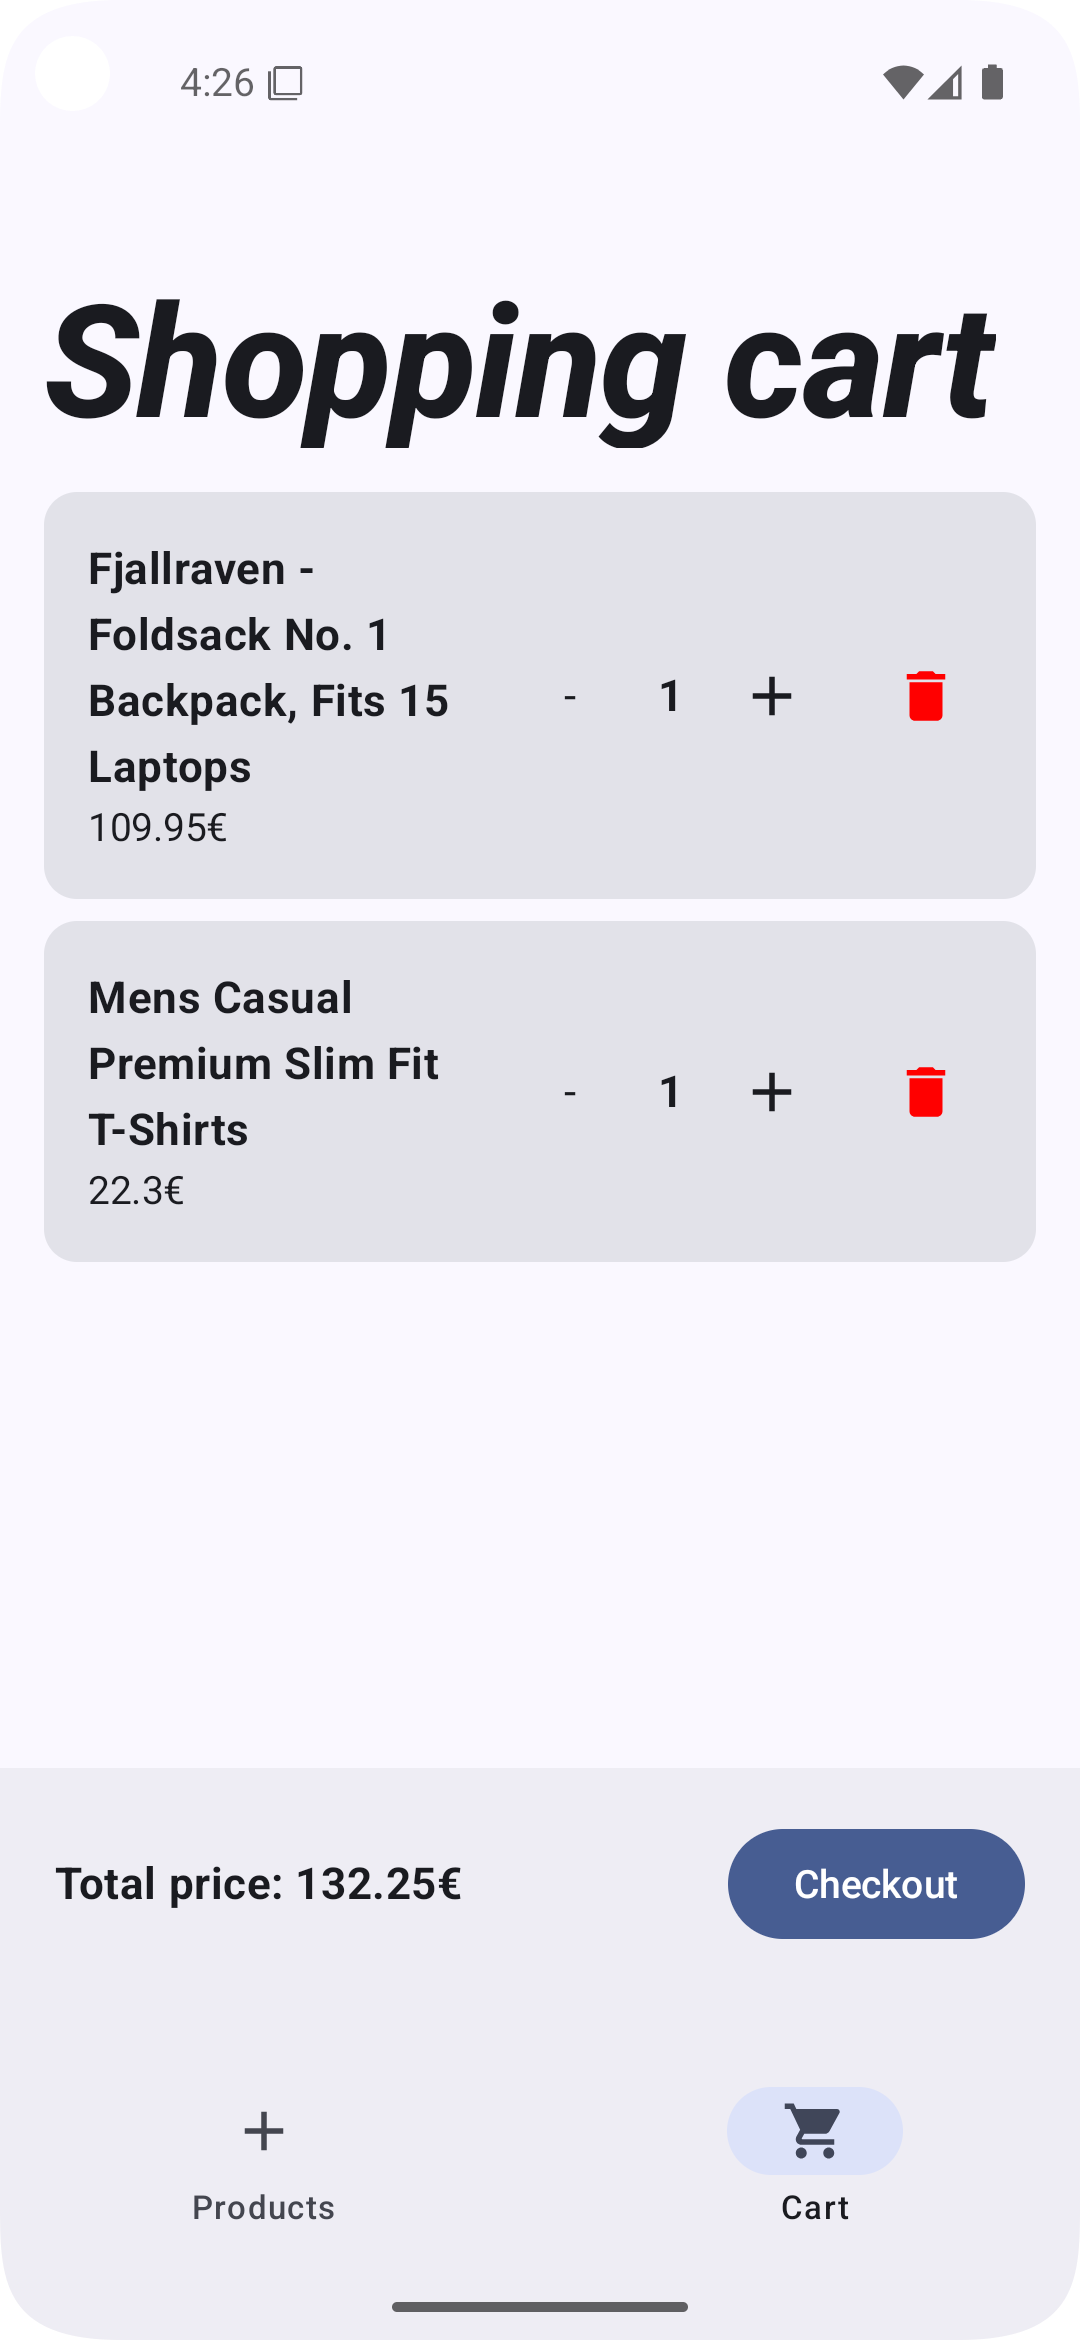 4:26
Shopping cart
Fjallraven -
Foldsack No. 1
Backpack, Fits 15
Laptops
109.95€
- 1 +
Mens Casual
Premium Slim Fit
T-Shirts
22.3€
- 1 +
Total price: 132.25€
Checkout
Products
Cart